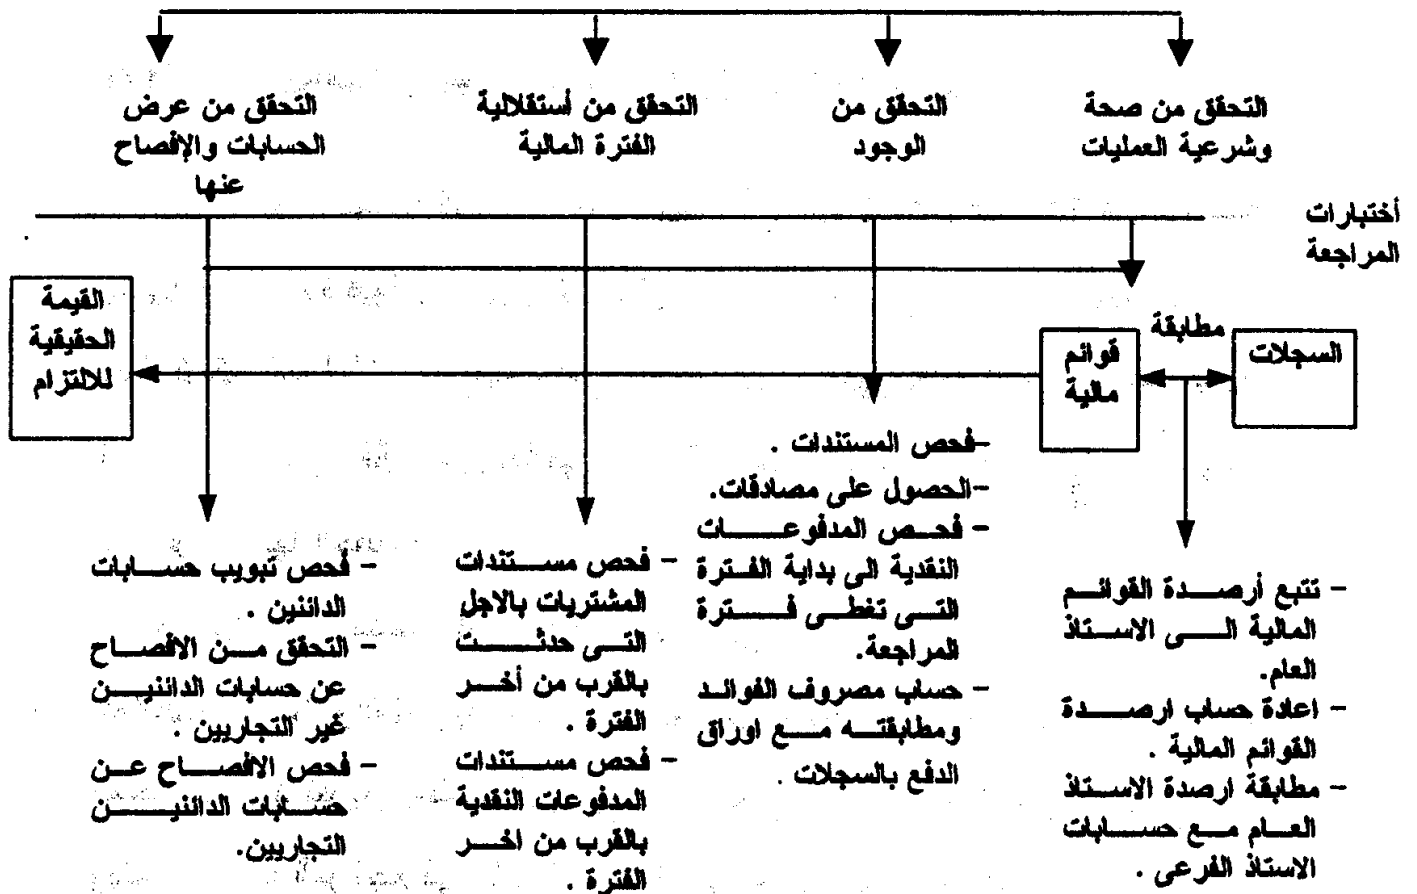 التحقق من صحة
وشرعية العمليات
التحقق من
الوجود
التحقق من أستقلالية
الفترة المالية
التحقق من عرض
الحسابات والإفصاح
عنها
أختبارات
المراجعة
السجلات
مطابقة
قوائم
مالية
القيمة
الحقيقية
للالتزام
- تتبع أرصدة القوائم
المالية الى الاستاذ
العام.
- اعادة حساب ارصدة
القوائم المالية .
- مطابقة ارصدة الاستاذ
العام مع حسابات
الاستاذ الفرعى .
-فحص المستندات .
-الحصول على مصادقات.
- فحص المدفوعات
النقدية الى بداية الفترة
التى تغطى فترة
المراجعة.
- حساب مصروف الفوائد
ومطابقته مع اوراق
الدفع بالسجلات .
- فحص مستندات
المشتريات بالاجل
التى حدثت
بالقرب من أخر
الفترة .
- فحص مستندات
المدفوعات النقدية
بالقرب من اخر
الفترة .
- فحص تبويب حسابات
الدائنين .
- التحقق من الافصاح
عن حسابات الدائنين
غير التجاريين .
- فحص الافصاح عن
حسابات الدائنين
التجاريين.